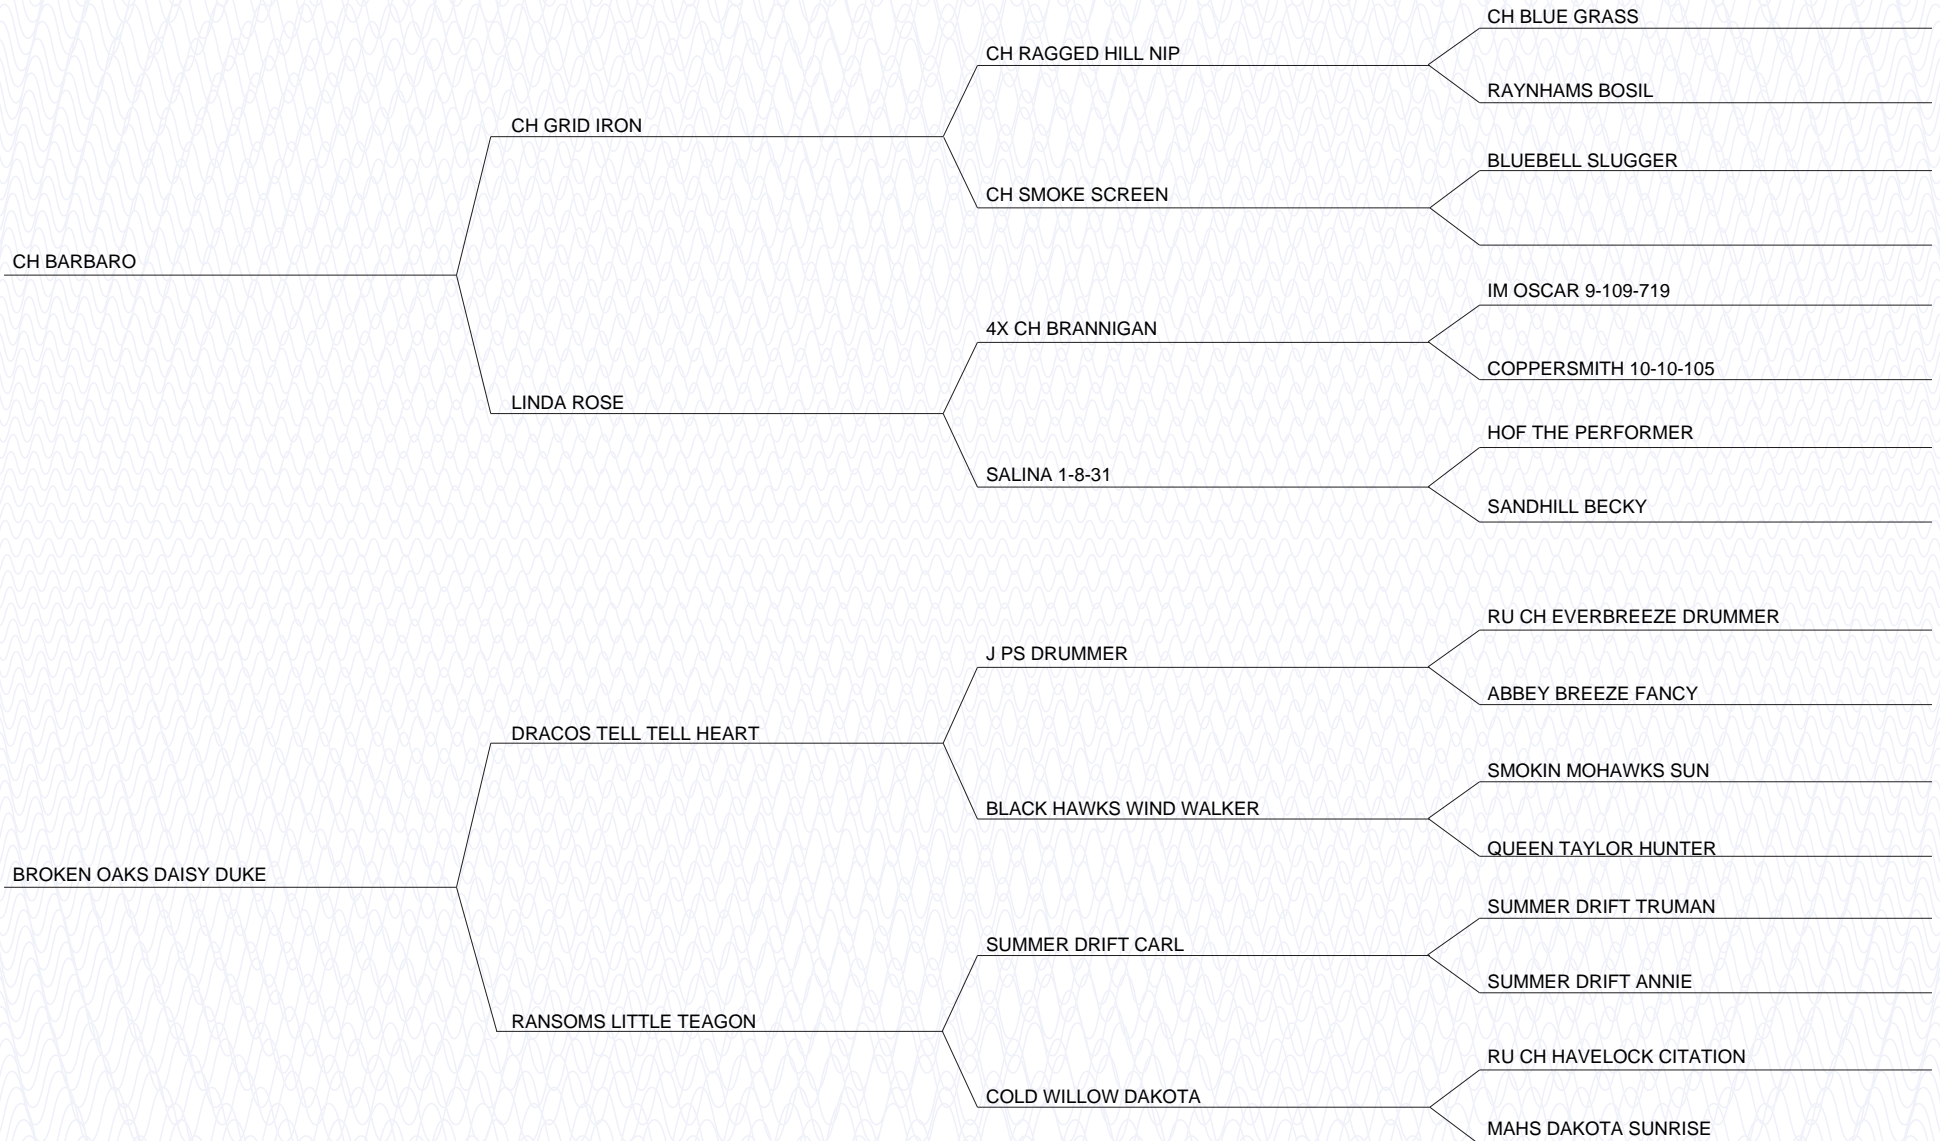 CH BLUE GRASS
CH RAGGED HILL NIP
RAYNHAMS BOSIL
CH GRID IRON
BLUEBELL SLUGGER
CH SMOKE SCREEN
CH BARBARO
IM OSCAR 9-109-719
4X CH BRANNIGAN
COPPERSMITH 10-10-105
LINDA ROSE
HOF THE PERFORMER
SALINA 1-8-31
SANDHILL BECKY
RU CH EVERBREEZE DRUMMER
J PS DRUMMER
ABBEY BREEZE FANCY
DRACOS TELL TELL HEART
SMOKIN MOHAWKS SUN
BLACK HAWKS WIND WALKER
QUEEN TAYLOR HUNTER
BROKEN OAKS DAISY DUKE
SUMMER DRIFT TRUMAN
SUMMER DRIFT CARL
SUMMER DRIFT ANNIE
RANSOMS LITTLE TEAGON
RU CH HAVELOCK CITATION
COLD WILLOW DAKOTA
MAHS DAKOTA SUNRISE